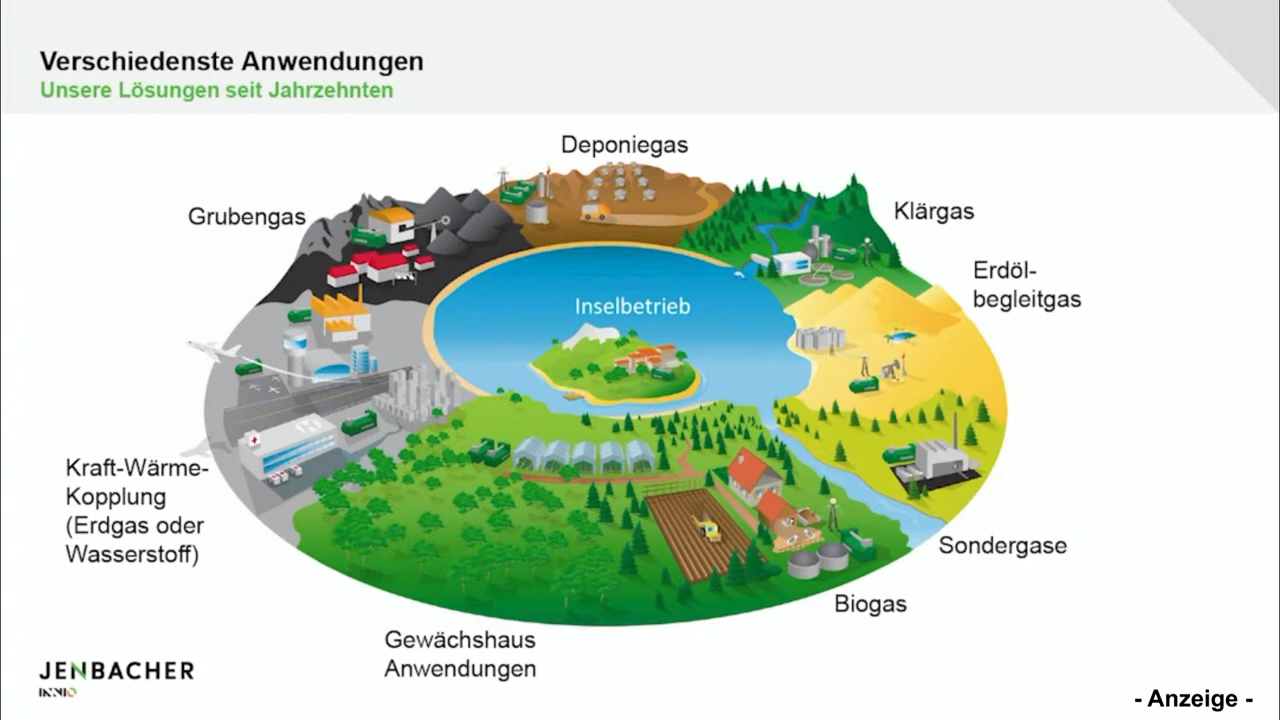 Verschiedenste Anwendungen
Unsere Lösungen seit Jahrzehnten
Deponiegas
Grubengas
Klärgas
Erdöl-
begleitgas
Inselbetrieb
Kraft-Wärme-
Kopplung
(Erdgas oder
Wasserstoff)
Sondergase
Biogas
Gewächshaus
Anwendungen
JENBACHER
INNIO
- Anzeige -